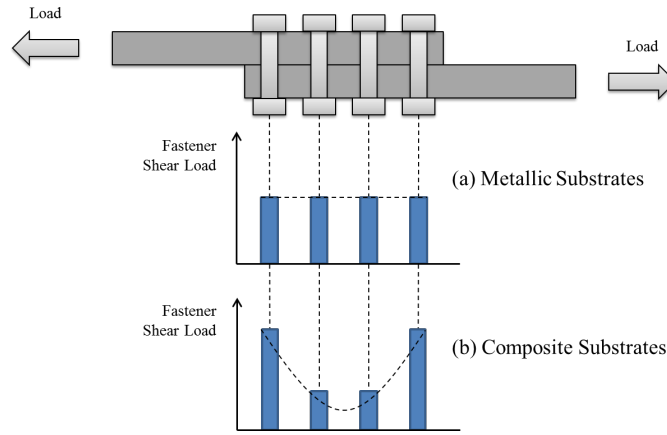 Load
Load
Fastener
Shear Load
(a) Metallic Substrates
Fastener
Shear Load
(b) Composite Substrates